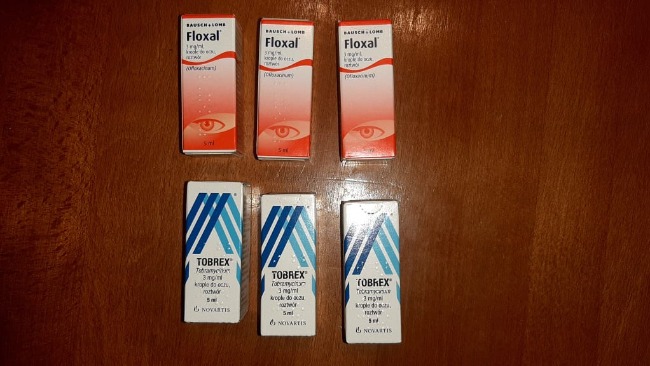 BAUSCH + LOMB
Floxal®
3 mg/ml
krople do oczu,
roztwór
(Ofloxacinum)
5 ml
BAUSCH + LOMB
Floxal®
3 mg/ml
krople do oczu,
roztwór
(Ofloxacinum)
5 ml
BAUSCH + LOMB
Floxal®
3 mg/ml
krople do oczu,
roztwór
(Ofloxacinum)
5 ml
TOBREX®
Tobramycinum
3 mg/ml
krople do oczu,
roztwór
5 ml
NOVARTIS
TOBREX®
Tobramycinum
3 mg/ml
krople do oczu,
roztwór
5 ml
NOVARTIS
TOBREX®
Tobramycinum
3 mg/ml
krople do oczu,
roztwór
5 ml
NOVARTIS